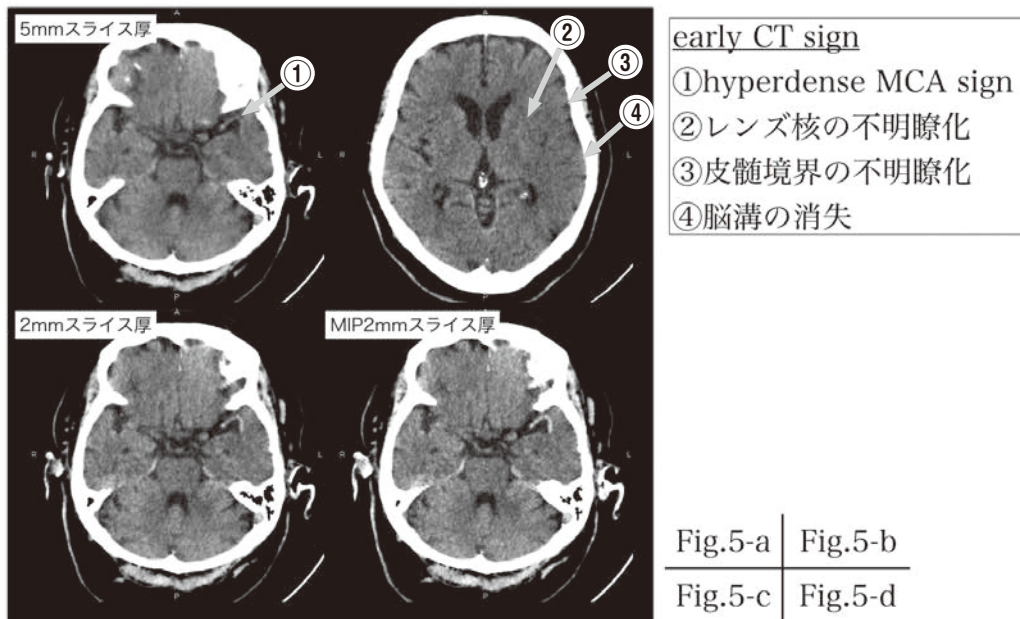 5mmスライス厚
①
②
③
④
A
A
R
L
R
L
P
P
2mmスライス厚
MIP2mmスライス厚
A
A
R
L
R
L
P
P
early CT sign
①hyperdense MCA sign
②レンズ核の不明瞭化
③皮髄境界の不明瞭化
④脳溝の消失
Fig.5-a Fig.5-b
Fig.5-c Fig.5-d